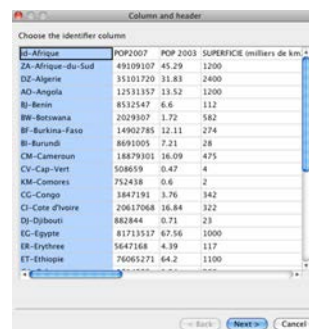 Column and header
Choose the identifier column
id-Afrique POP2007 POP 2003 SUPERFICIE (milliers de km
ZA-Afrique-du-Sud 49109107 45.29 1200
DZ-Algerie 35101720 31.83 2400
AO-Angola 12531357 13.52 1200
BJ-Benin 8532547 6.6 112
BW-Botswana 2029307 1.72 582
BF-Burkina-Faso 14902785 12.11 274
BI-Burundi 8691005 7.21 28
CM-Cameroun 18879301 16.09 475
CV-Cap-Vert 508659 0.47 4
KM-Comores 752438 0.6 2
CG-Congo 3847191 3.76 342
CI-Cote d'Ivoire 20617068 16.84 322
DJ-Djibouti 882844 0.71 23
EG-Egypte 81713517 67.56 1000
ER-Erythree 5647168 4.39 117
ET-Ethiopie 76065271 64.2 1100
< Back Next > Cancel